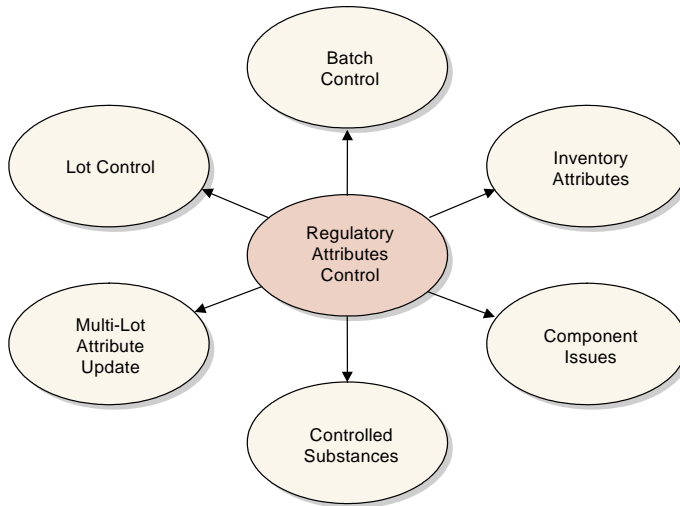 Batch
Control
Lot Control
Inventory
Attributes
Regulatory
Attributes
Control
Multi-Lot
Attribute
Update
Component
Issues
Controlled
Substances